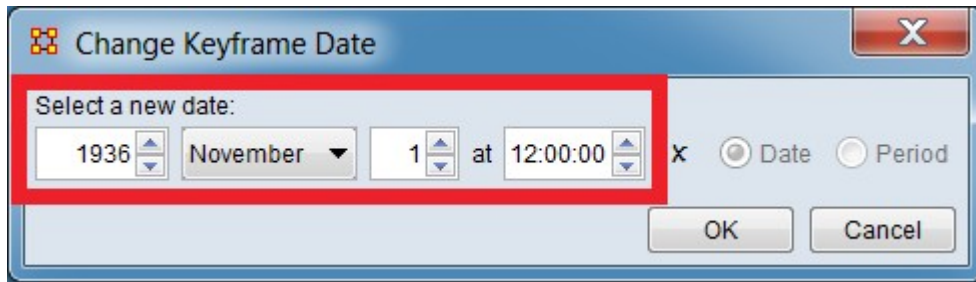 Change Keyframe Date
Select a new date:
1936 November 1 at 12:00:00 x Date Period
OK Cancel